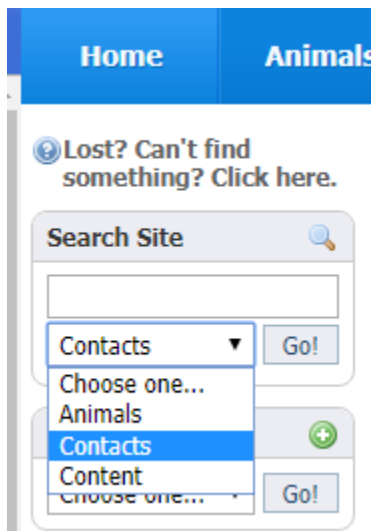 Home Animals
Lost? Can't find
something? Click here.
Search Site
Contacts Go!
Choose one...
Animals
Contacts
Content
Choose one... Go!